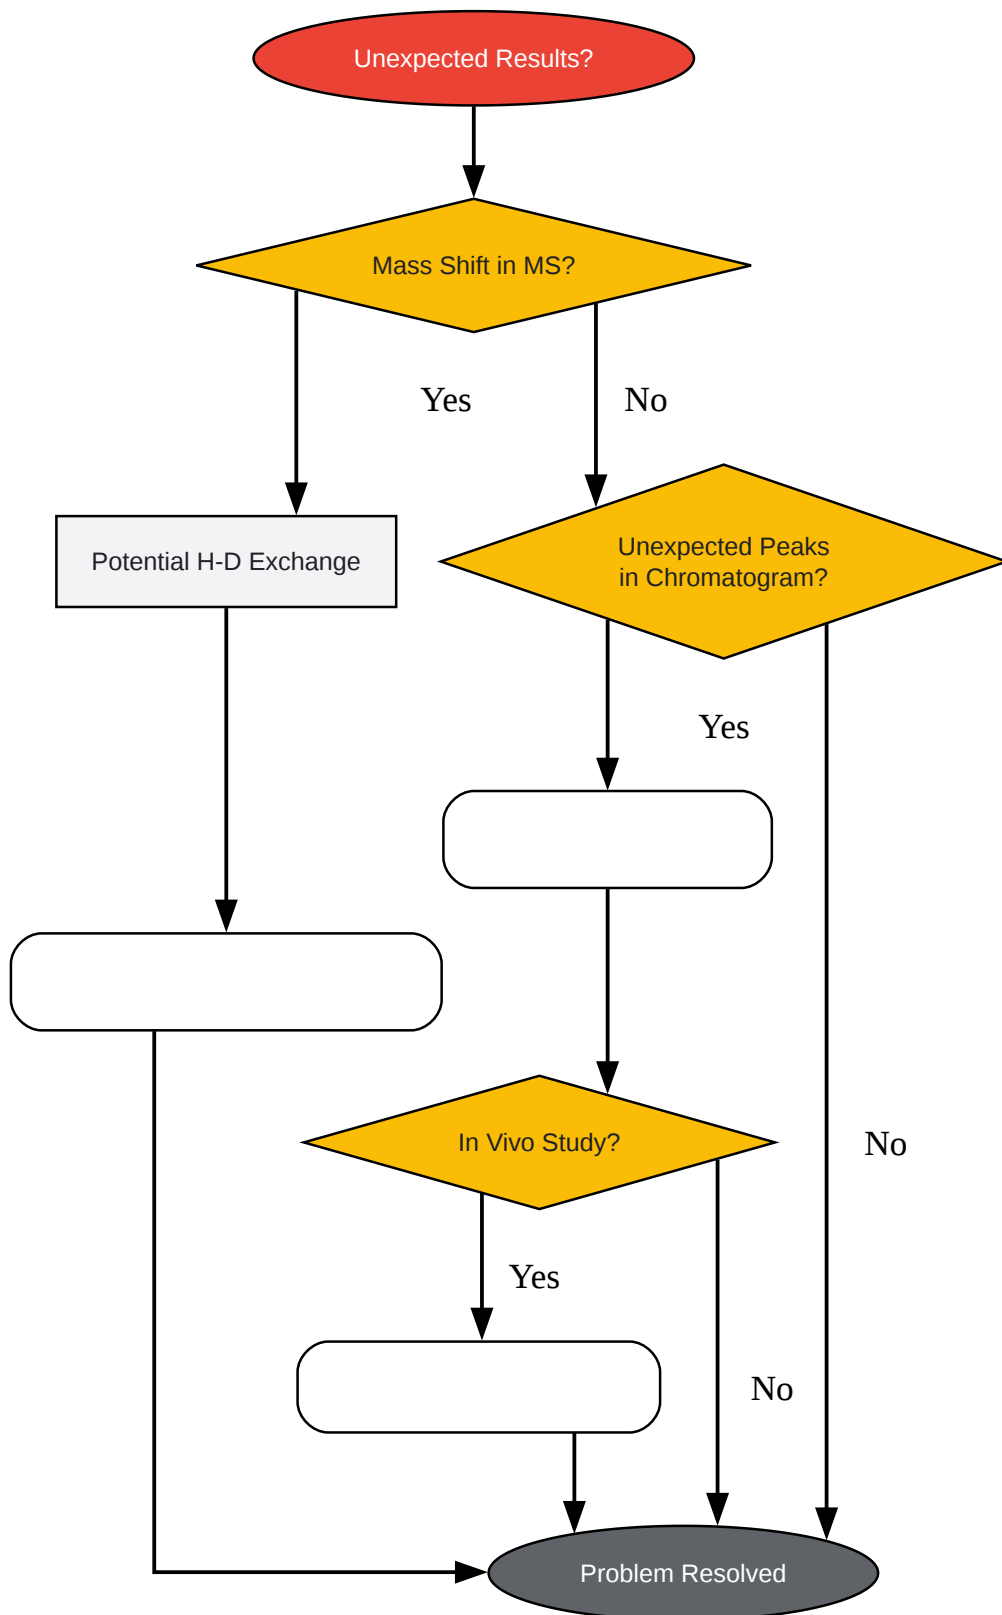 Unexpected Results?
Mass Shift in MS?
Yes
No
Potential H-D Exchange
Unexpected Peaks
in Chromatogram?
Yes
In Vivo Study?
No
Yes
No
Problem Resolved